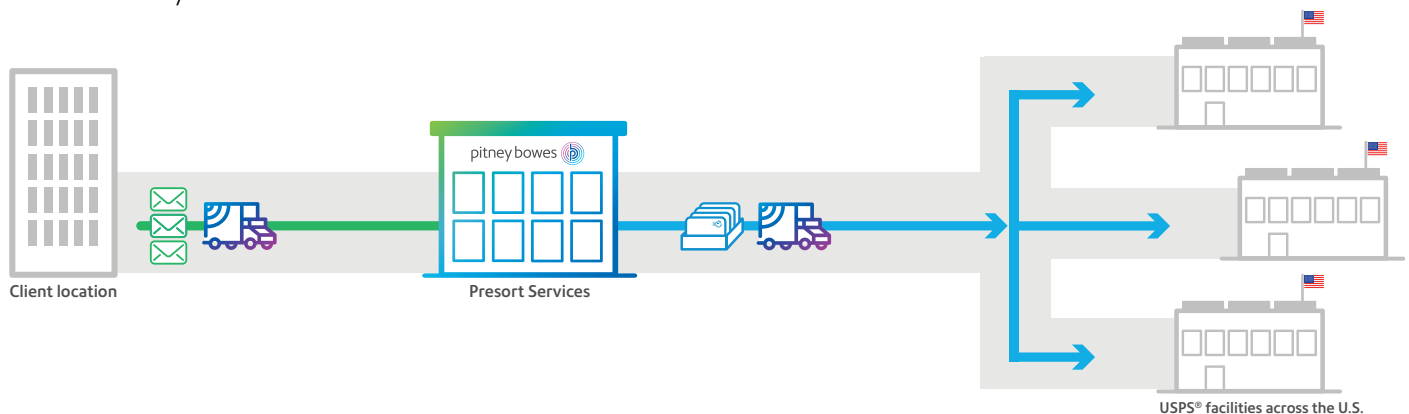 pitney bowes
Client location
Presort Services
USPS® facilities across the U.S.